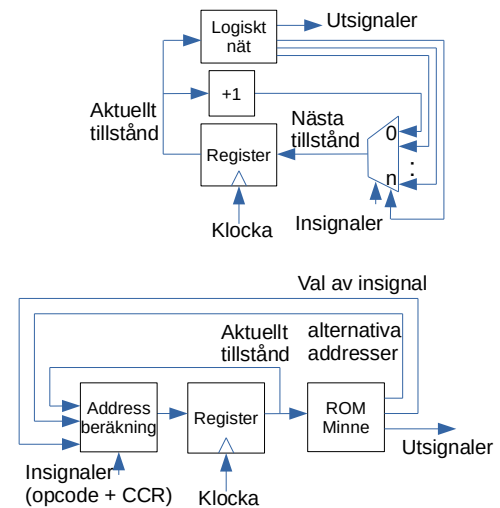 Logiskt
nät
Utsignaler
+1
Aktuellt
tillstånd
Nästa
tillstånd
0
:
n
Register
Insignaler
Klocka
Val av insignal
Aktuellt
tillstånd
alternativa
addresser
Address
beräkning
Register
ROM
Minne
Utsignaler
Insignaler
(opcode + CCR)
Klocka